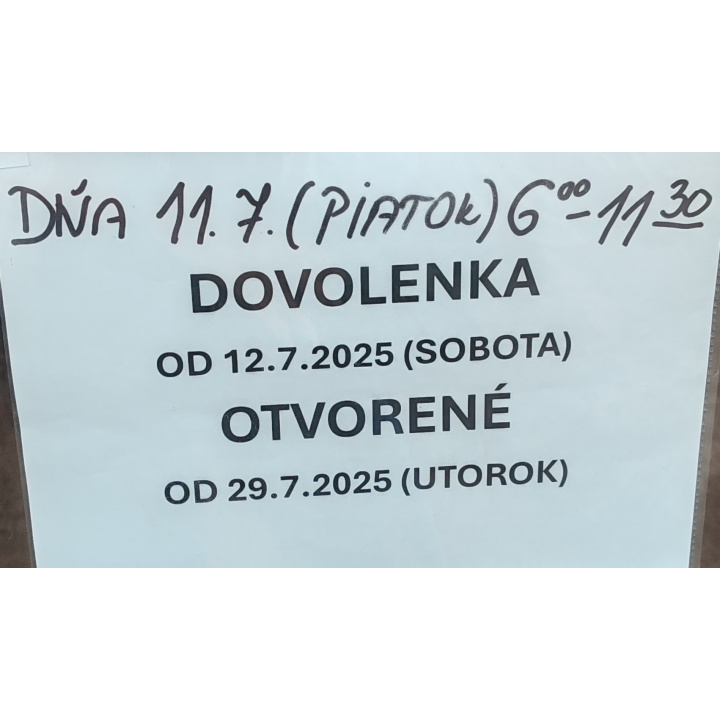 DŇA 11.7. (PIATOK) 6⁰⁰-11³⁰
DOVOLENKA
OD 12.7.2025 (SOBOTA)
OTVORENÉ
OD 29.7.2025 (UTOROK)